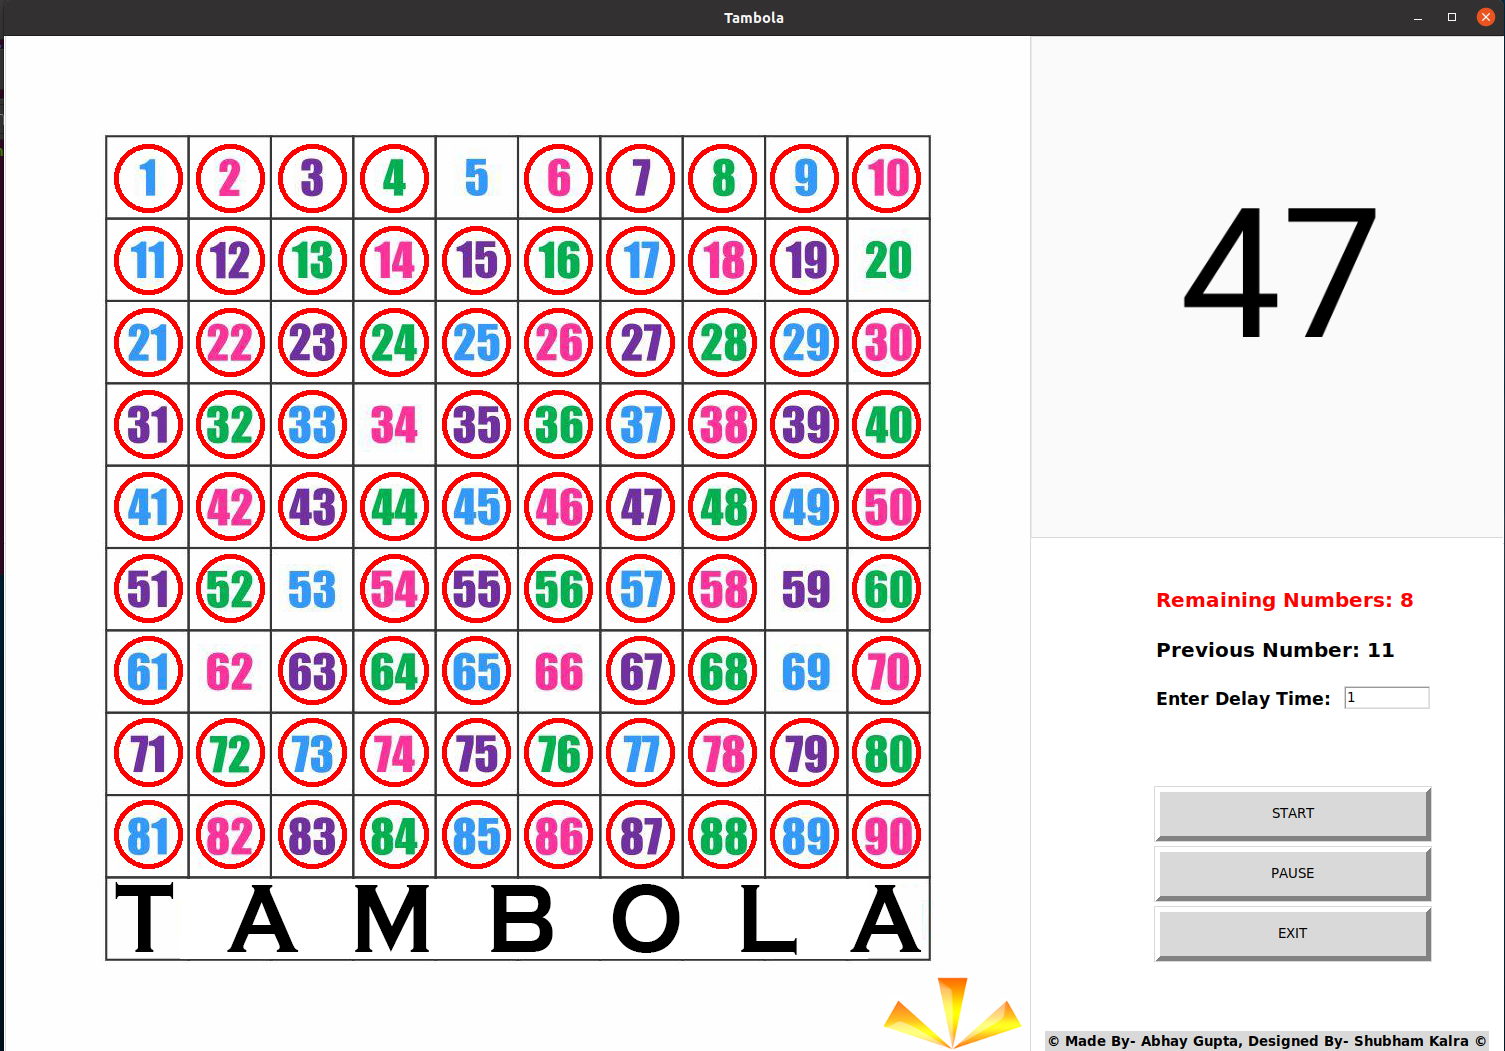 Tambola
1 2 3 4 5 6 7 8 9 10
11 12 13 14 15 16 17 18 19 20
21 22 23 24 25 26 27 28 29 30
31 32 33 34 35 36 37 38 39 40
41 42 43 44 45 46 47 48 49 50
51 52 53 54 55 56 57 58 59 60
61 62 63 64 65 66 67 68 69 70
71 72 73 74 75 76 77 78 79 80
81 82 83 84 85 86 87 88 89 90
T A M B O L A
47
Remaining Numbers: 8
Previous Number: 11
Enter Delay Time: 1
START
PAUSE
EXIT
© Made By- Abhay Gupta, Designed By- Shubham Kalra ©